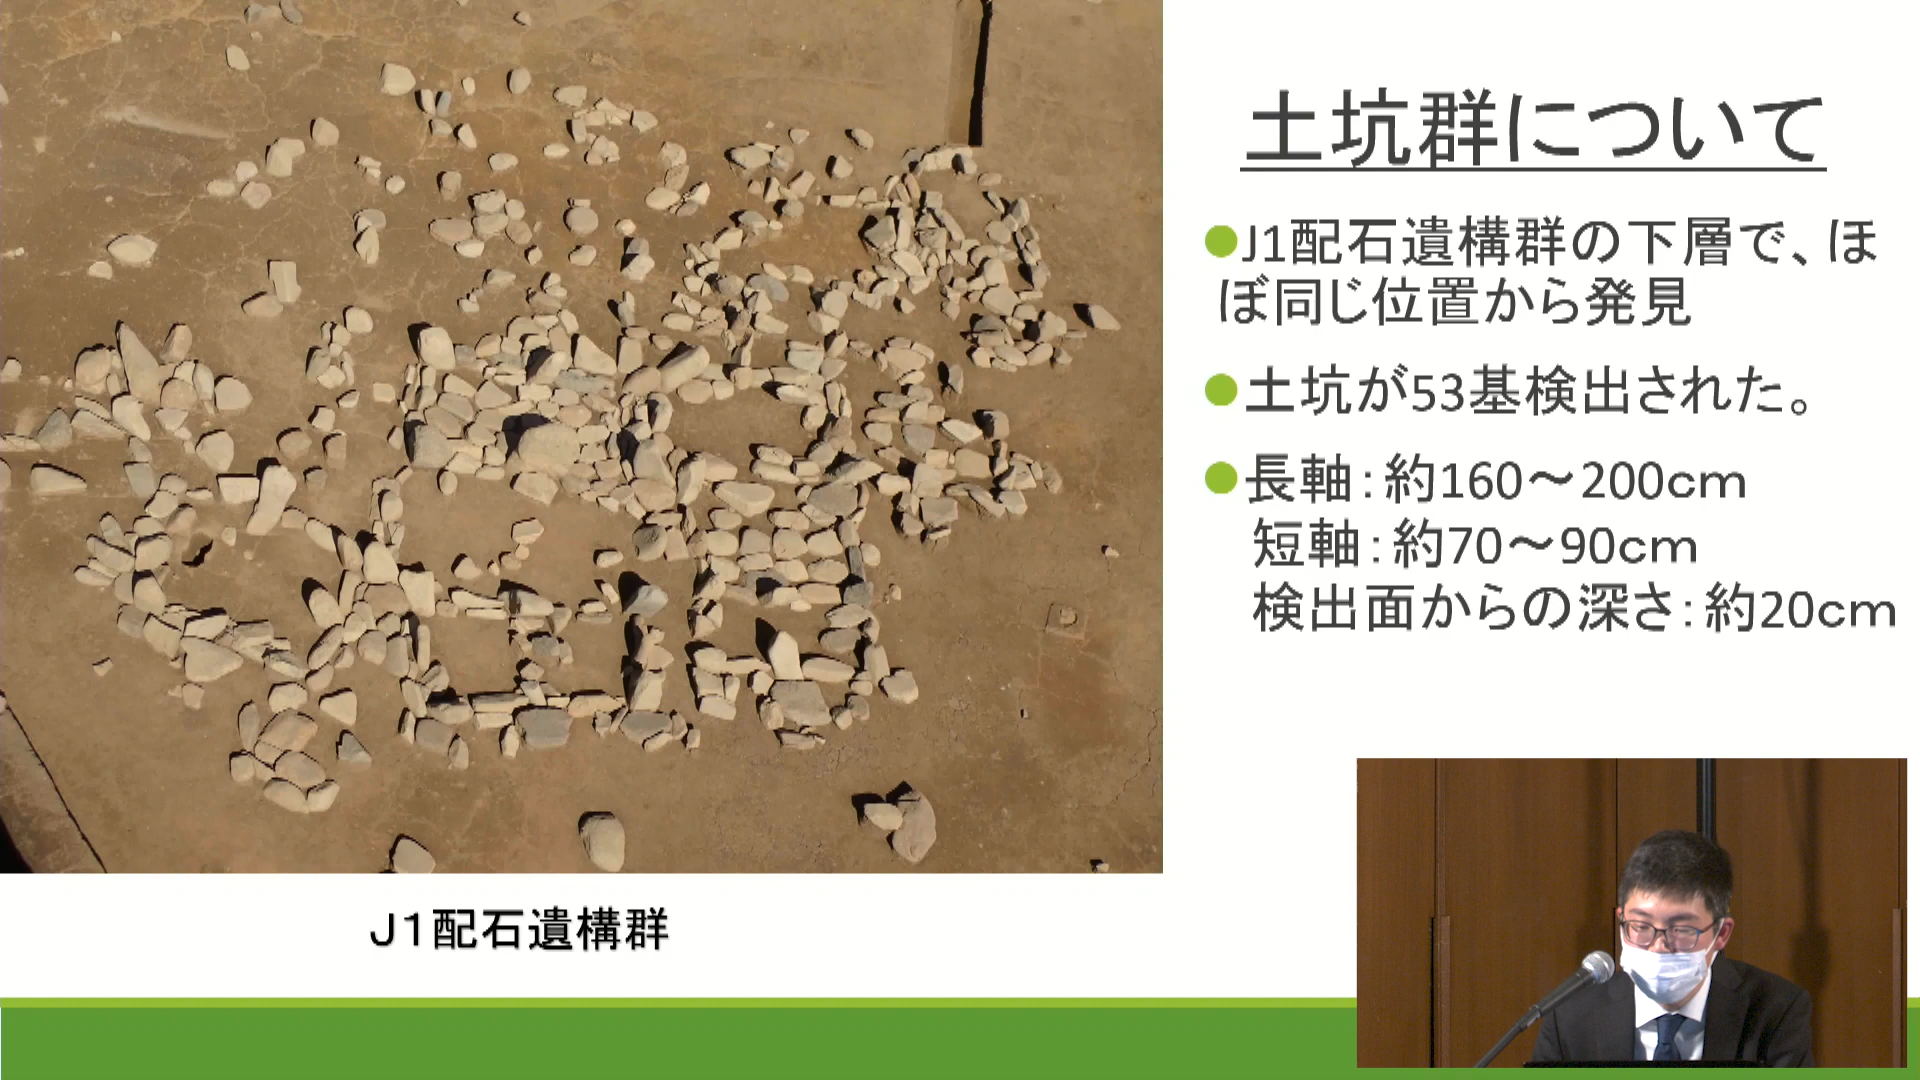 土坑群について
●J1配石遺構群の下層で、ほ
ぼ同じ位置から発見
●土坑が53基検出された。
●長軸：約160～200cm
短軸：約70～90cm
検出面からの深さ：約20cm
J1配石遺構群